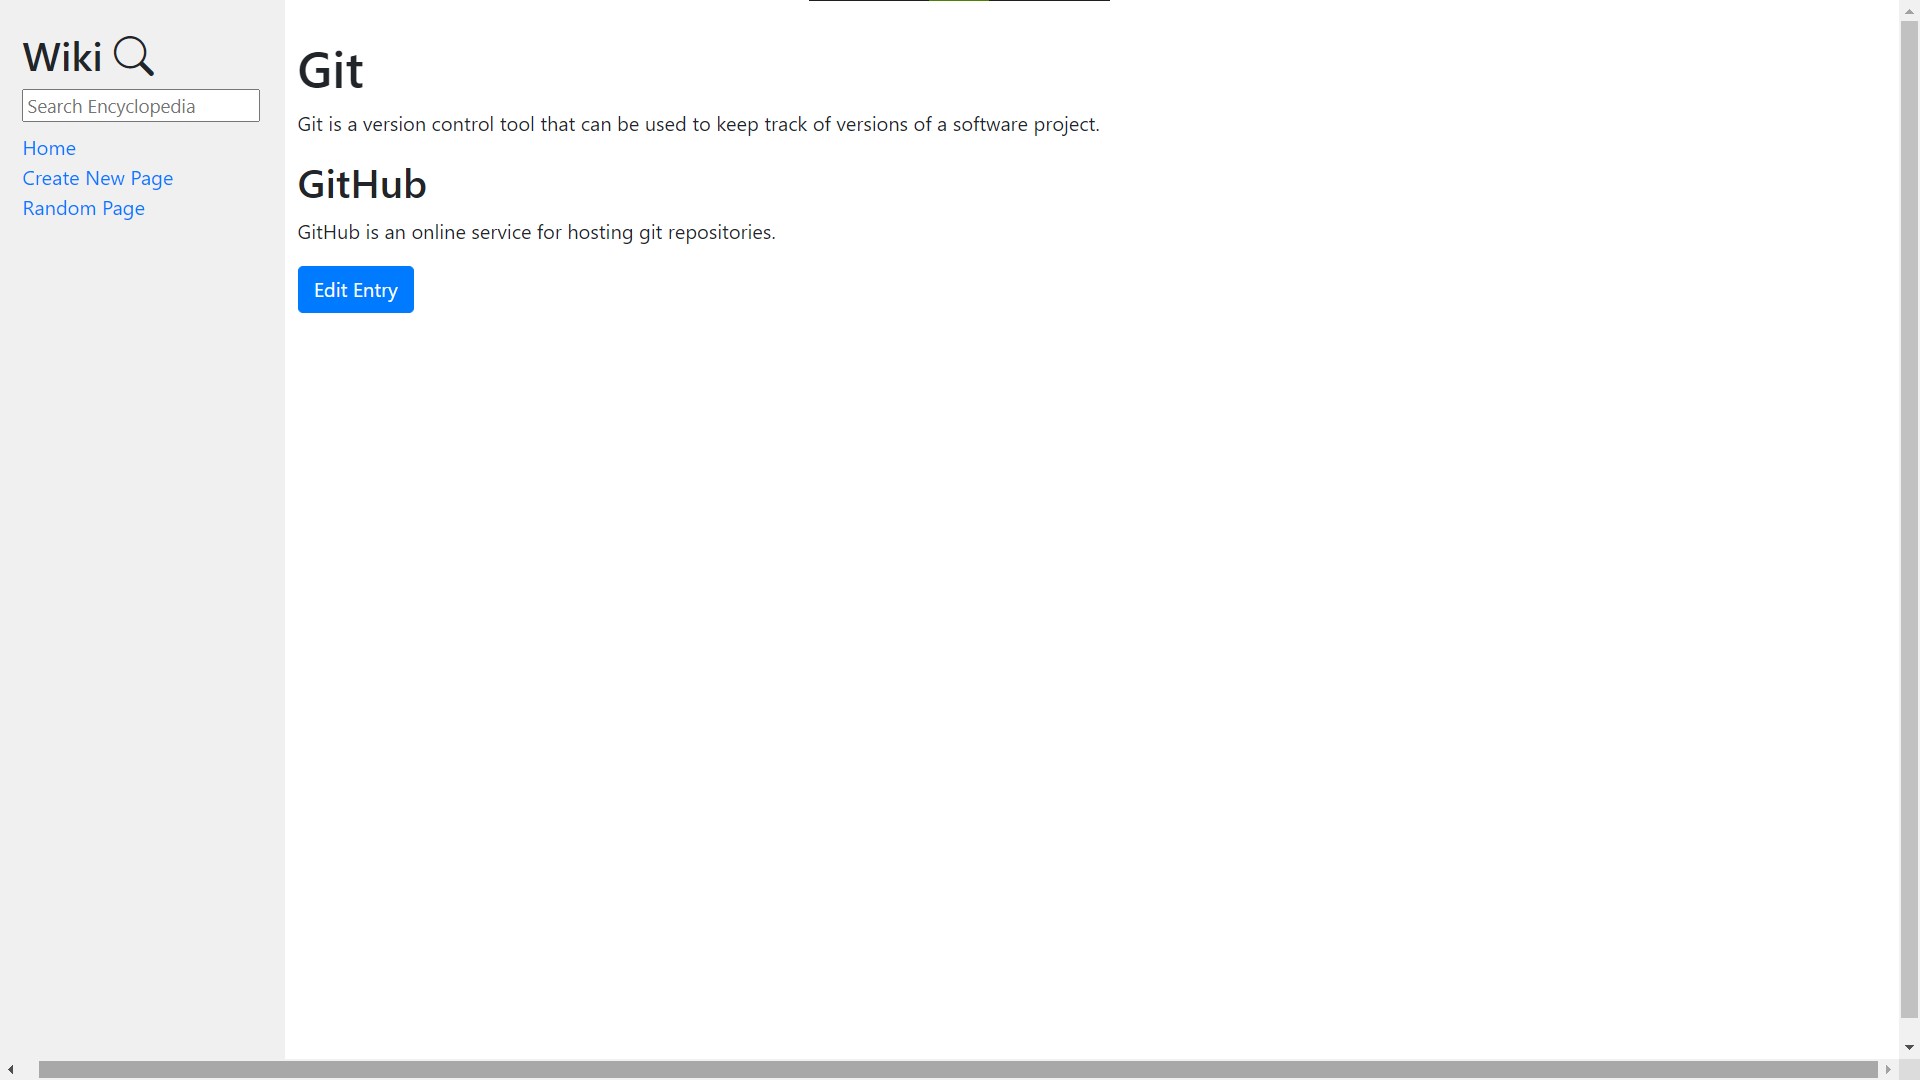 Wiki
Search Encyclopedia
Home
Create New Page
Random Page
Git
Git is a version control tool that can be used to keep track of versions of a software project.
GitHub
GitHub is an online service for hosting git repositories.
Edit Entry